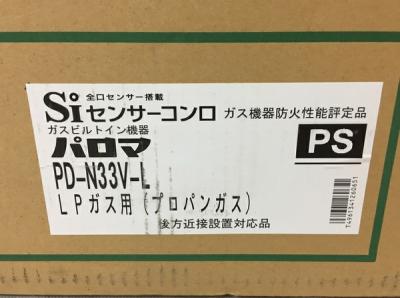 全口センサー搭載
Siセンサーコンロ ガス機器防火性能評定品
ガスビルトイン機器
パロマ PS
PD-N33V-L
LPガス用(プロパンガス)
後方近接設置対応品
T4961341260651